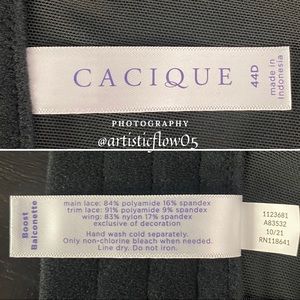 CACIQUE
44D
made in
Indonesia
PHOTOGRAPHY
@artisticflow05
Boost
Balconette
main lace: 84% polyamide 16% spandex
trim lace: 91% polyamide 9% spandex
wing: 83% nylon 17% spandex
exclusive of decoration
Hand wash cold separately.
Only non-chlorine bleach when needed.
Line dry. Do not iron.
1123681
A83532
10/21
RN118641